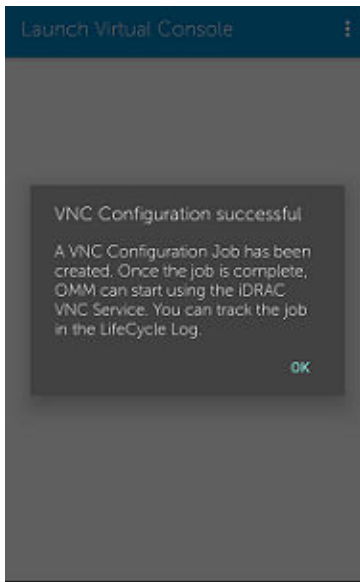 Launch Virtual Console
VNC Configuration successful
A VNC Configuration Job has been
created. Once the job is complete,
OMM can start using the iDRAC
VNC Service. You can track the job
in the LifeCycle Log.
OK